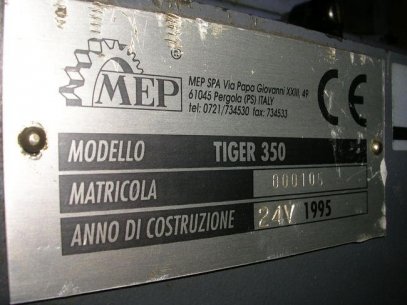 MEP
MEP SPA Via Papa Giovanni XXIII, 49
61045 Pergola (PS) ITALY
tel: 0721/734530 fax: 734533
CE
MODELLO TIGER 350
MATRICOLA 000105
ANNO DI COSTRUZIONE 24V 1995